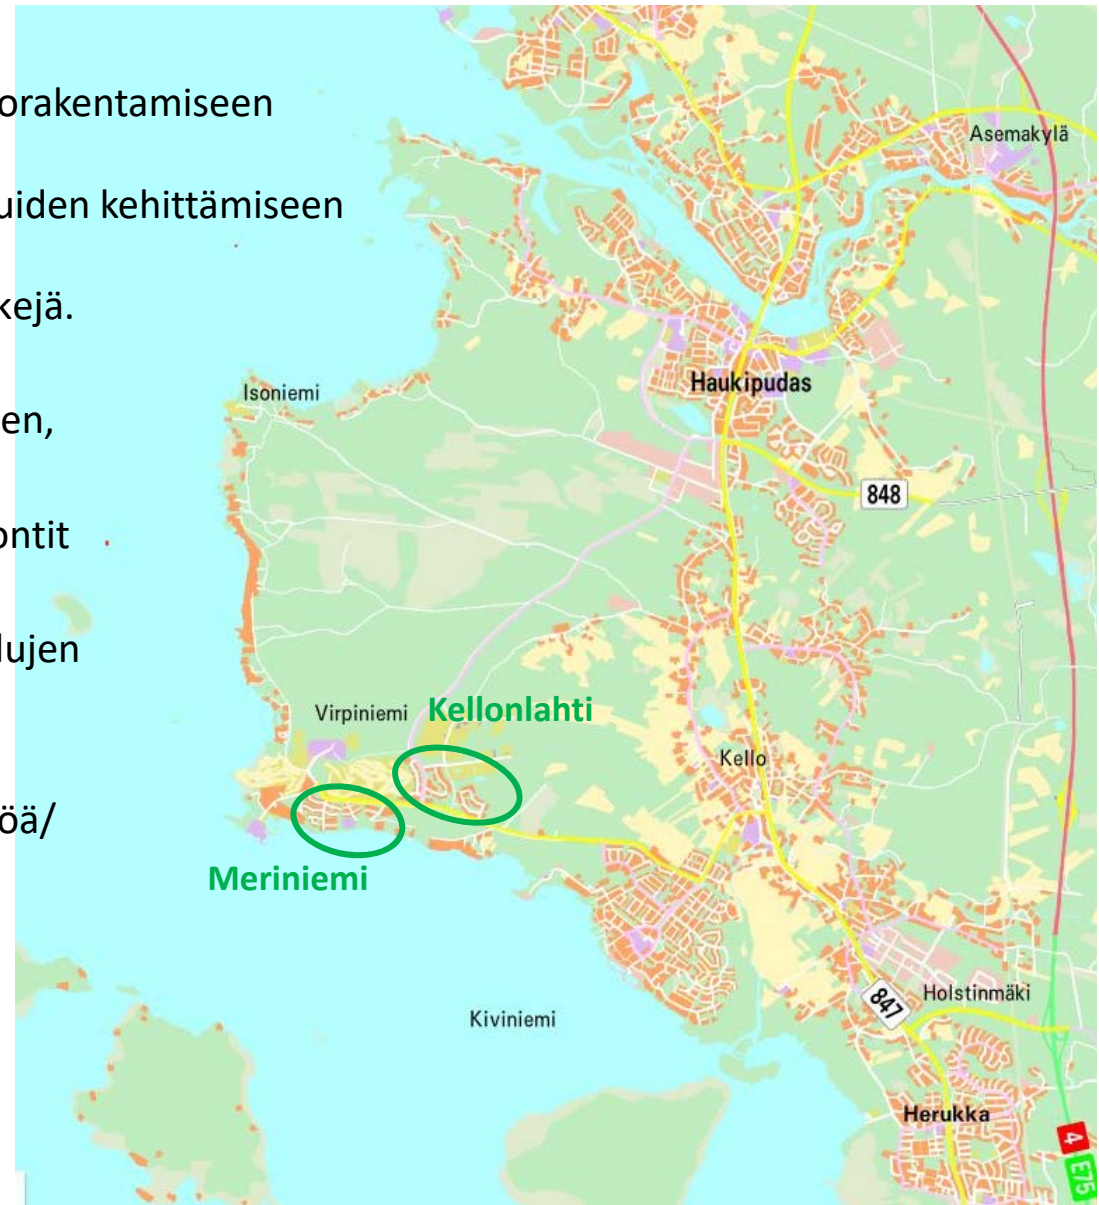 orakentamiseen
Asemakylä
uiden kehittämiseen
kejä.
Haukipudas
Isoniemi
en,
848
ontit
lujen
Virpiniemi
Kellonlahti
Kello
öä/
Meriniemi
Holstinmäki
847
Kiviniemi
Herukka
4
E75